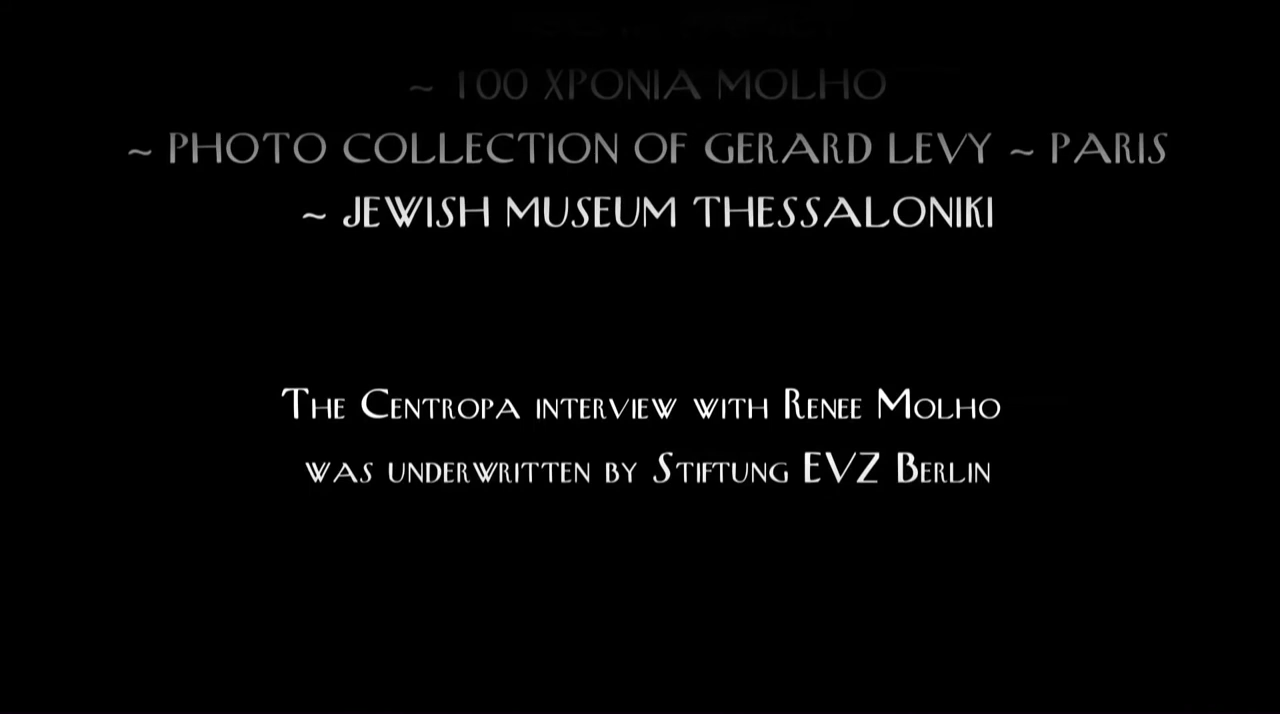 ~ 100 ΧΡΟΝΙΑ MOLHO
~ PHOTO COLLECTION OF GERARD LEVY ~ PARIS
~ JEWISH MUSEUM THESSALONIKI
THE CENTROPA INTERVIEW WITH RENEE MOLHO
WAS UNDERWRITTEN BY STIFTUNG EVZ BERLIN